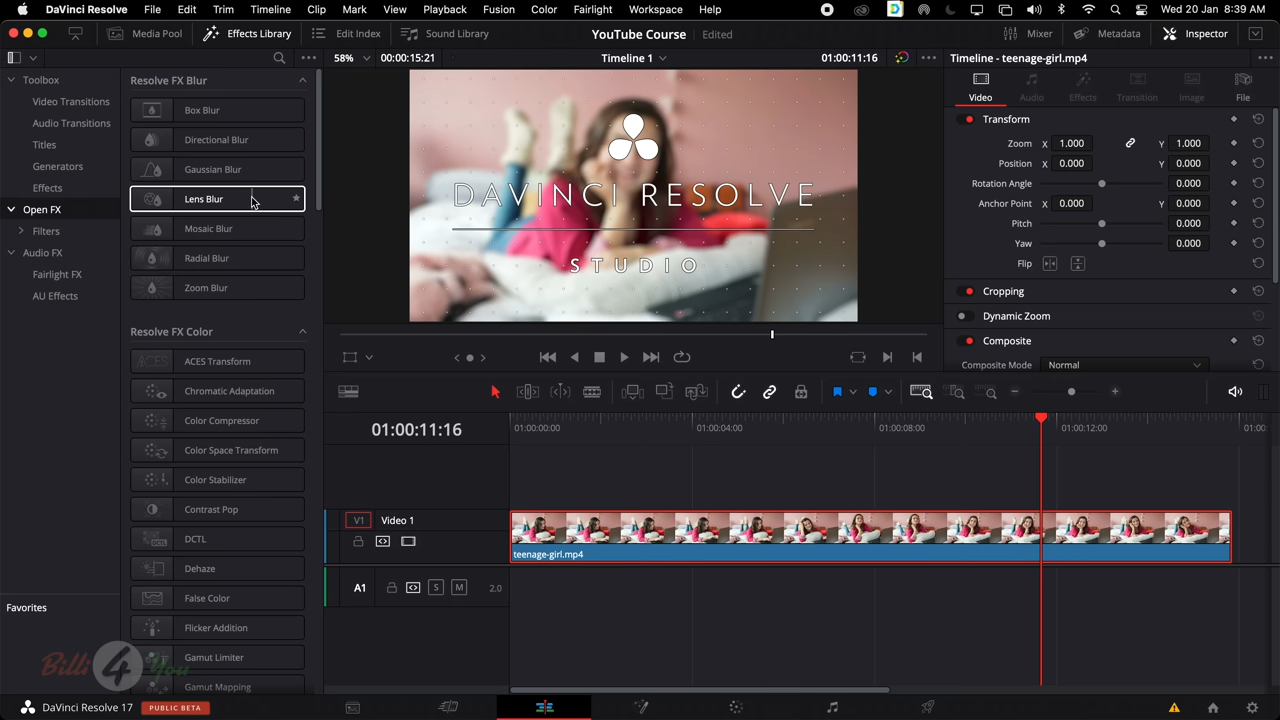 DaVinci Resolve File Edit Trim Timeline Clip Mark View Playback Fusion Color Fairlight Workspace Help Wed 20 Jan 8:39 AM
Media Pool Effects Library Edit Index Sound Library YouTube Course Edited Mixer Metadata Inspector
58% 00:00:15:21 Timeline 1 01:00:11:16 Timeline - teenage-girl.mp4
Toolbox
Video Transitions
Audio Transitions
Titles
Generators
Effects
Open FX
Filters
Audio FX
Fairlight FX
AU Effects
Favorites
Resolve FX Blur
Box Blur
Directional Blur
Gaussian Blur
Lens Blur
Mosaic Blur
Radial Blur
Zoom Blur
Resolve FX Color
ACES Transform
Chromatic Adaptation
Color Compressor
Color Space Transform
Color Stabilizer
Contrast Pop
DCTL
Dehaze
False Color
Flicker Addition
Gamut Limiter
Gamut Mapping
DAVINCI RESOLVE
STUDIO
Video Audio Effects Transition Image File
Transform
Zoom X 1.000 Y 1.000
Position X 0.000 Y 0.000
Rotation Angle 0.000
Anchor Point X 0.000 Y 0.000
Pitch 0.000
Yaw 0.000
Flip
Cropping
Dynamic Zoom
Composite
Composite Mode Normal
01:00:11:16
01:00:00:00 01:00:04:00 01:00:08:00 01:00:12:00 01:00
V1 Video 1
teenage-girl.mp4
A1 S M 2.0
Billi 4 You
DaVinci Resolve 17 PUBLIC BETA